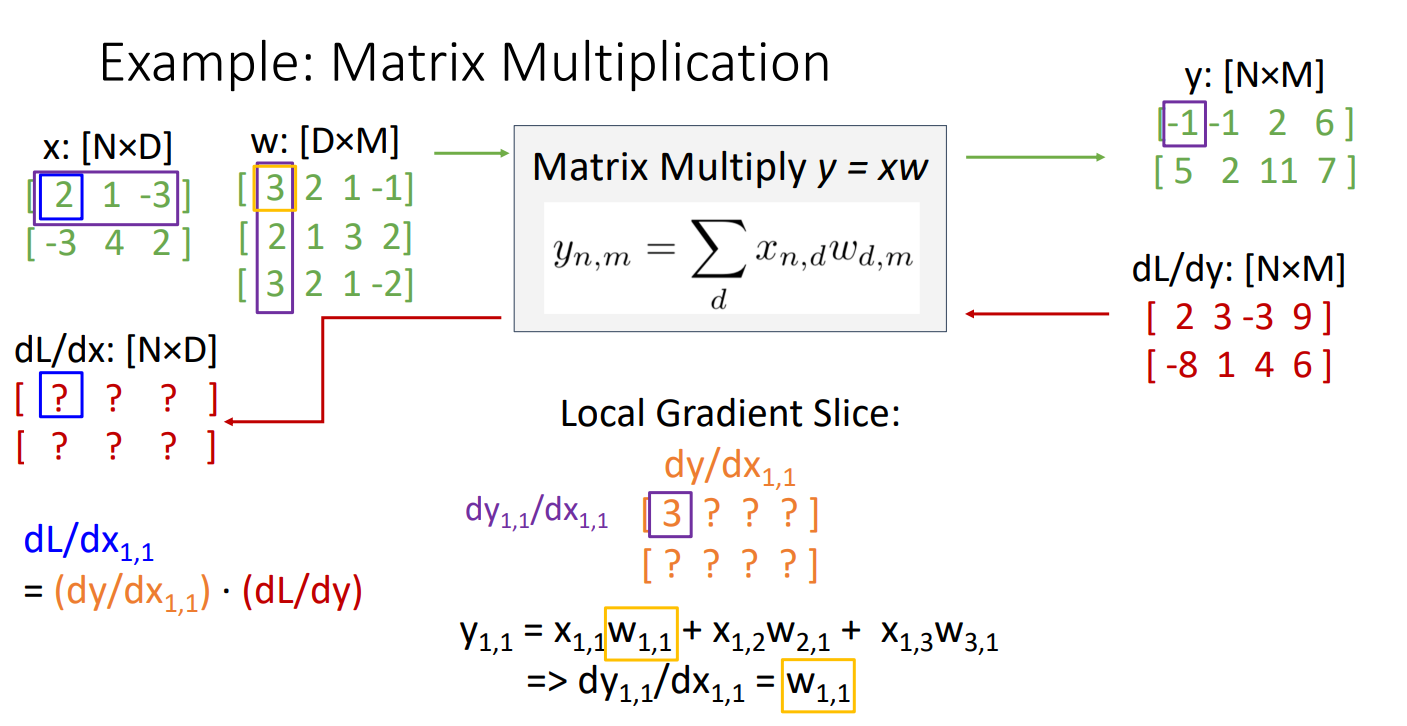 Example: Matrix Multiplication
x: [N×D]
[ 2 1 -3 ]
[ -3 4 2 ]
w: [D×M]
[ 3 2 1 -1]
[ 2 1 3 2]
[ 3 2 1 -2]
Matrix Multiply y = xw
y_{n,m} = ∑_d x_{n,d}w_{d,m}
y: [N×M]
[ -1 -1 2 6 ]
[ 5 2 11 7 ]
dL/dy: [N×M]
[ 2 3 -3 9 ]
[ -8 1 4 6 ]
dL/dx: [N×D]
[ ? ? ? ]
[ ? ? ? ]
dL/dx_{1,1}
= (dy/dx_{1,1}) · (dL/dy)
Local Gradient Slice:
dy/dx_{1,1}
dy_{1,1}/dx_{1,1} [ 3 ? ? ? ]
[ ? ? ? ? ]
y_{1,1} = x_{1,1}w_{1,1} + x_{1,2}w_{2,1} + x_{1,3}w_{3,1}
=> dy_{1,1}/dx_{1,1} = w_{1,1}